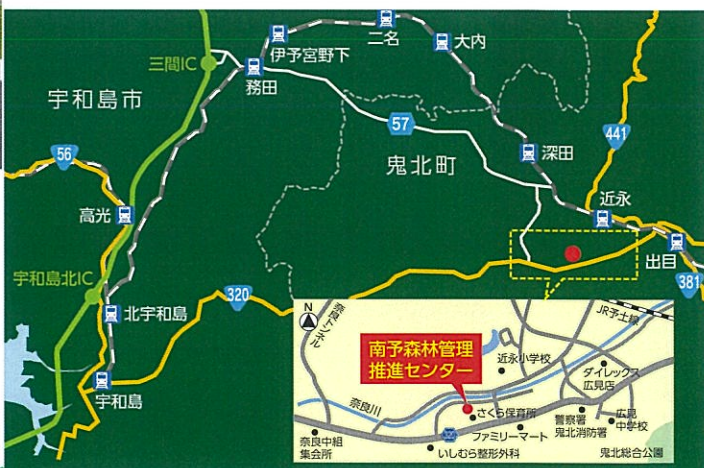 伊予宮野下
二名
大内
三間IC
務田
宇和島市
57
441
56
鬼北町
深田
近永
高光
出目
宇和島北IC
320
381
北宇和島
宇和島
N
奈良トンネル
JR予土線
南予森林管理
推進センター
近永小学校
ダイレックス
広見店
奈良川
さくら保育所
警察署
鬼北消防署
広見
中学校
ファミリーマート
奈良中組
集会所
いしむら整形外科
鬼北総合公園